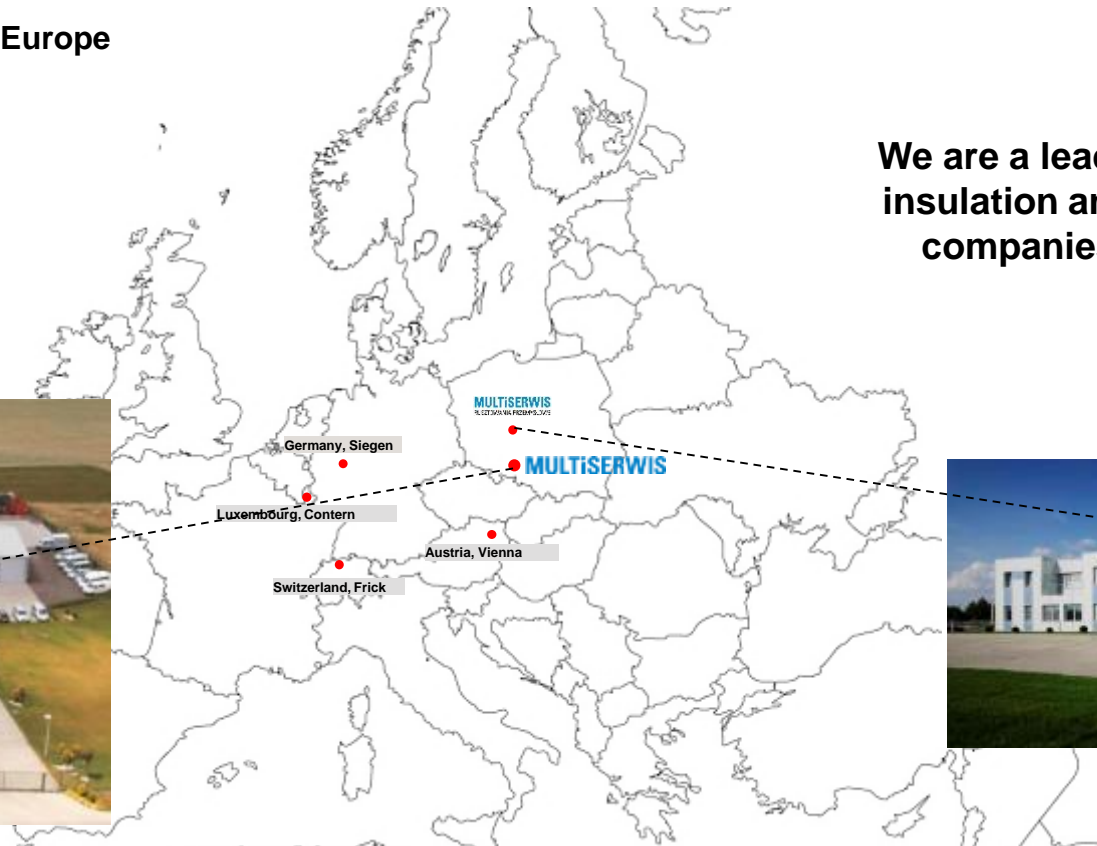 Europe
We are a lead
insulation an
companie
MULTiSERWIS
Germany, Siegen
MULTiSERWIS
Luxembourg, Contern
Austria, Vienna
Switzerland, Frick